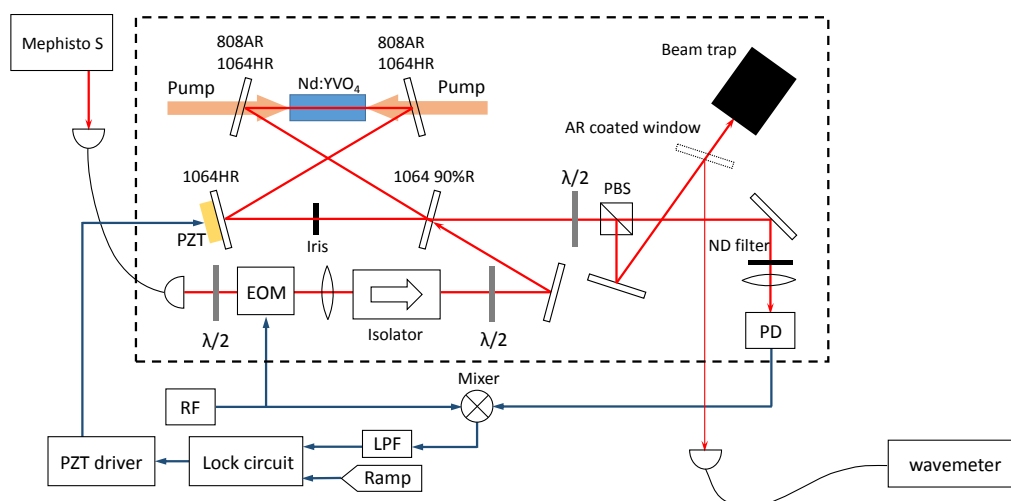 Mephisto S
808AR
1064HR
808AR
1064HR
Pump
Nd:YVO₄
Pump
Beam trap
AR coated window
1064HR
1064 90%R
λ/2
PBS
PZT
Iris
ND filter
EOM
Isolator
λ/2
λ/2
PD
Mixer
RF
LPF
PZT driver
Lock circuit
Ramp
wavemeter